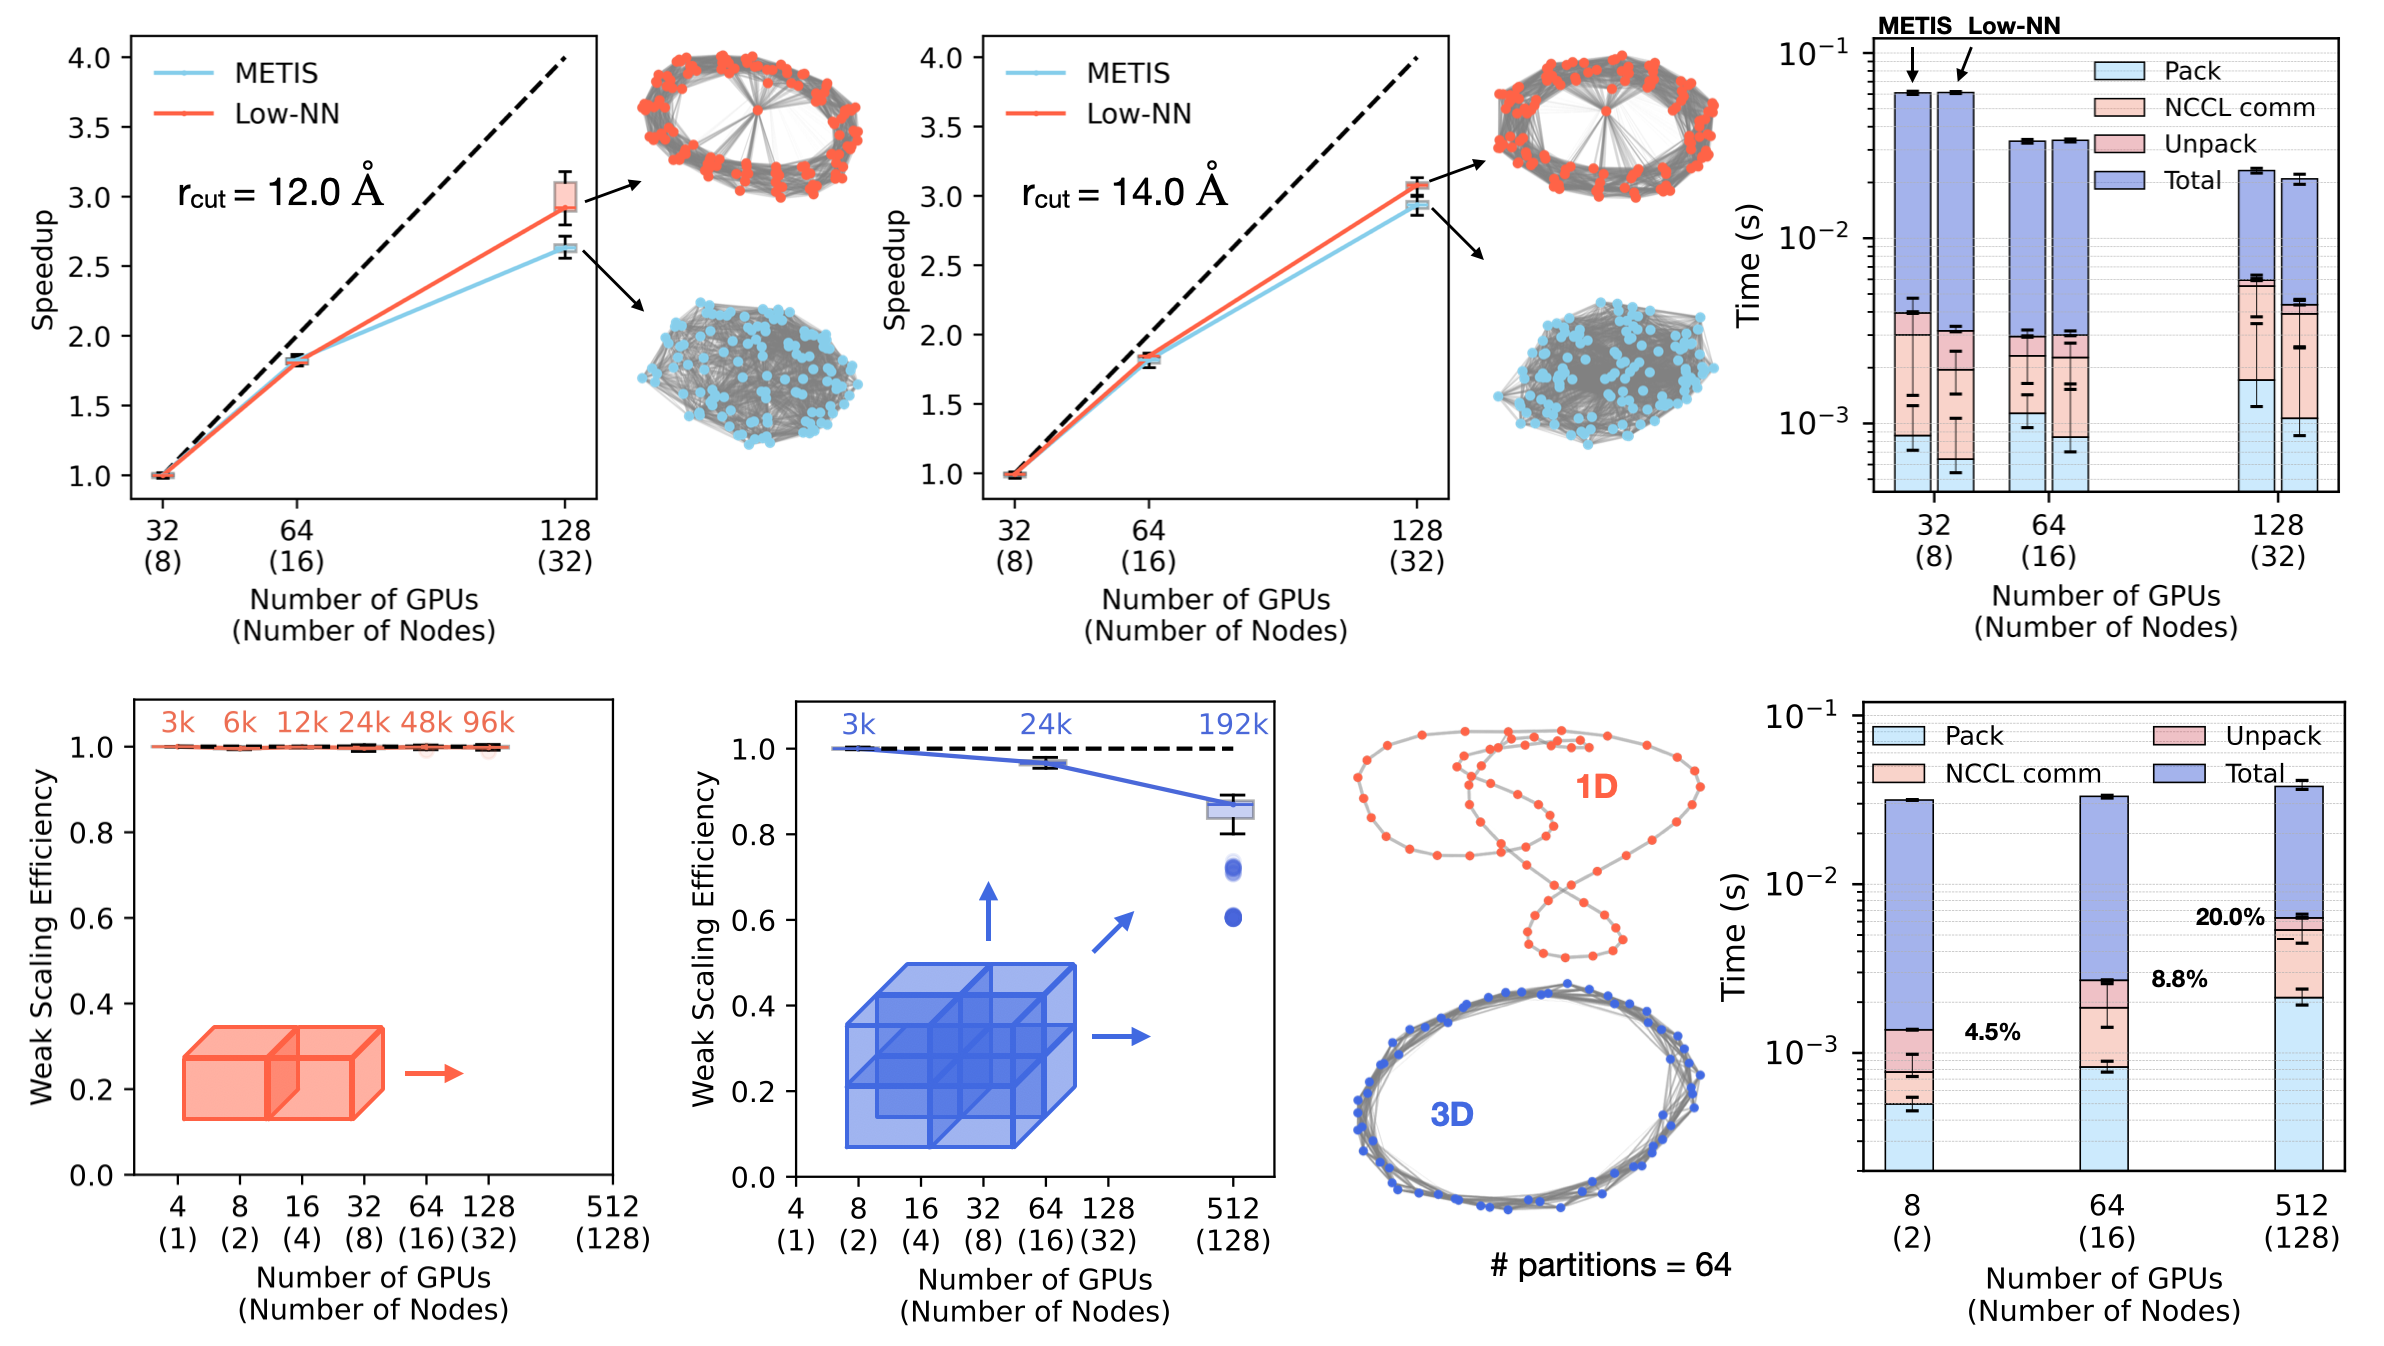 4.0
3.5
3.0
2.5
2.0
1.5
1.0
Speedup
METIS
Low-NN
rcut = 12.0 Å
32
(8)
64
(16)
128
(32)
Number of GPUs
(Number of Nodes)
4.0
3.5
3.0
2.5
2.0
1.5
1.0
Speedup
METIS
Low-NN
rcut = 14.0 Å
32
(8)
64
(16)
128
(32)
Number of GPUs
(Number of Nodes)
METIS Low-NN
10⁻¹
10⁻²
10⁻³
Time (s)
Pack
NCCL comm
Unpack
Total
32
(8)
64
(16)
128
(32)
Number of GPUs
(Number of Nodes)
3k 6k 12k 24k 48k 96k
1.0
0.8
0.6
0.4
0.2
0.0
Weak Scaling Efficiency
4 8 16 32 64 128 512
(1) (2) (4) (8) (16) (32) (128)
Number of GPUs
(Number of Nodes)
3k 24k 192k
1.0
0.8
0.6
0.4
0.2
0.0
Weak Scaling Efficiency
4 8 16 32 64 128 512
(1) (2) (4) (8) (16) (32) (128)
Number of GPUs
(Number of Nodes)
1D
3D
# partitions = 64
10⁻¹
10⁻²
10⁻³
Time (s)
Pack
NCCL comm
Unpack
Total
4.5%
8.8%
20.0%
8
(2)
64
(16)
512
(128)
Number of GPUs
(Number of Nodes)